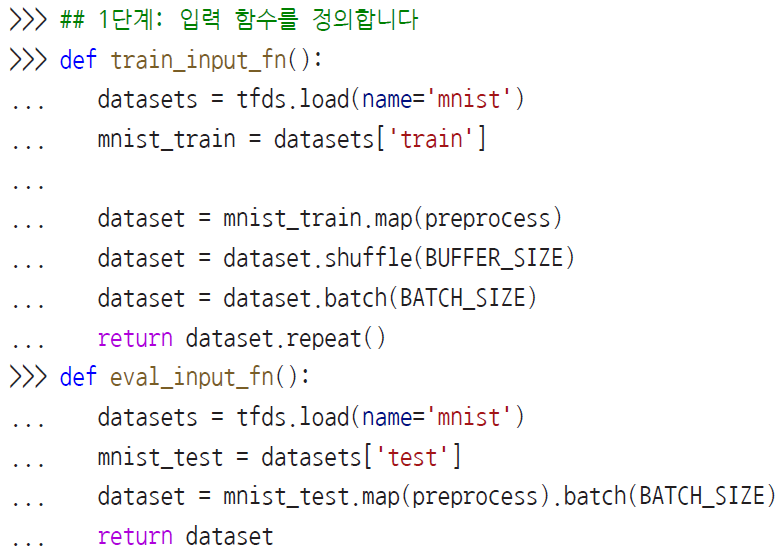 >>> ## 1단계: 입력 함수를 정의합니다
>>> def train_input_fn():
...     datasets = tfds.load(name='mnist')
...     mnist_train = datasets['train']
...
...     dataset = mnist_train.map(preprocess)
...     dataset = dataset.shuffle(BUFFER_SIZE)
...     dataset = dataset.batch(BATCH_SIZE)
...     return dataset.repeat()
>>> def eval_input_fn():
...     datasets = tfds.load(name='mnist')
...     mnist_test = datasets['test']
...     dataset = mnist_test.map(preprocess).batch(BATCH_SIZE)
...     return dataset